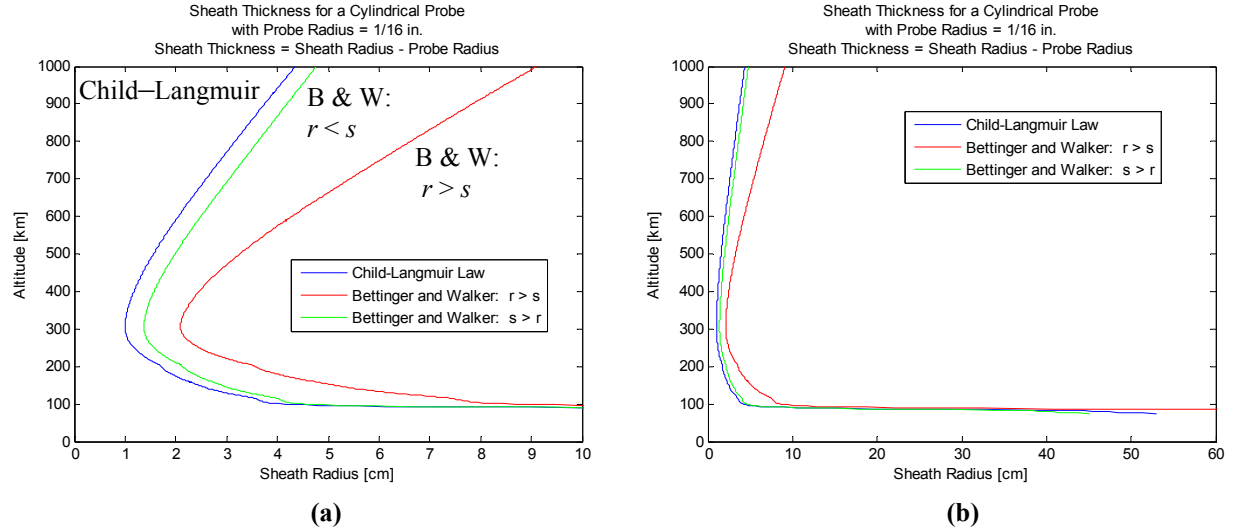 Sheath Thickness for a Cylindrical Probe
with Probe Radius = 1/16 in.
Sheath Thickness = Sheath Radius - Probe Radius
1000
900
800
700
600
500
400
300
200
100
0
Altitude [km]
Child–Langmuir
B & W:
r < s
B & W:
r > s
Child-Langmuir Law
Bettinger and Walker: r > s
Bettinger and Walker: s > r
0 1 2 3 4 5 6 7 8 9 10
Sheath Radius [cm]
(a)
Sheath Thickness for a Cylindrical Probe
with Probe Radius = 1/16 in.
Sheath Thickness = Sheath Radius - Probe Radius
1000
900
800
700
600
500
400
300
200
100
0
Altitude [km]
Child-Langmuir Law
Bettinger and Walker: r > s
Bettinger and Walker: s > r
0 10 20 30 40 50 60
Sheath Radius [cm]
(b)